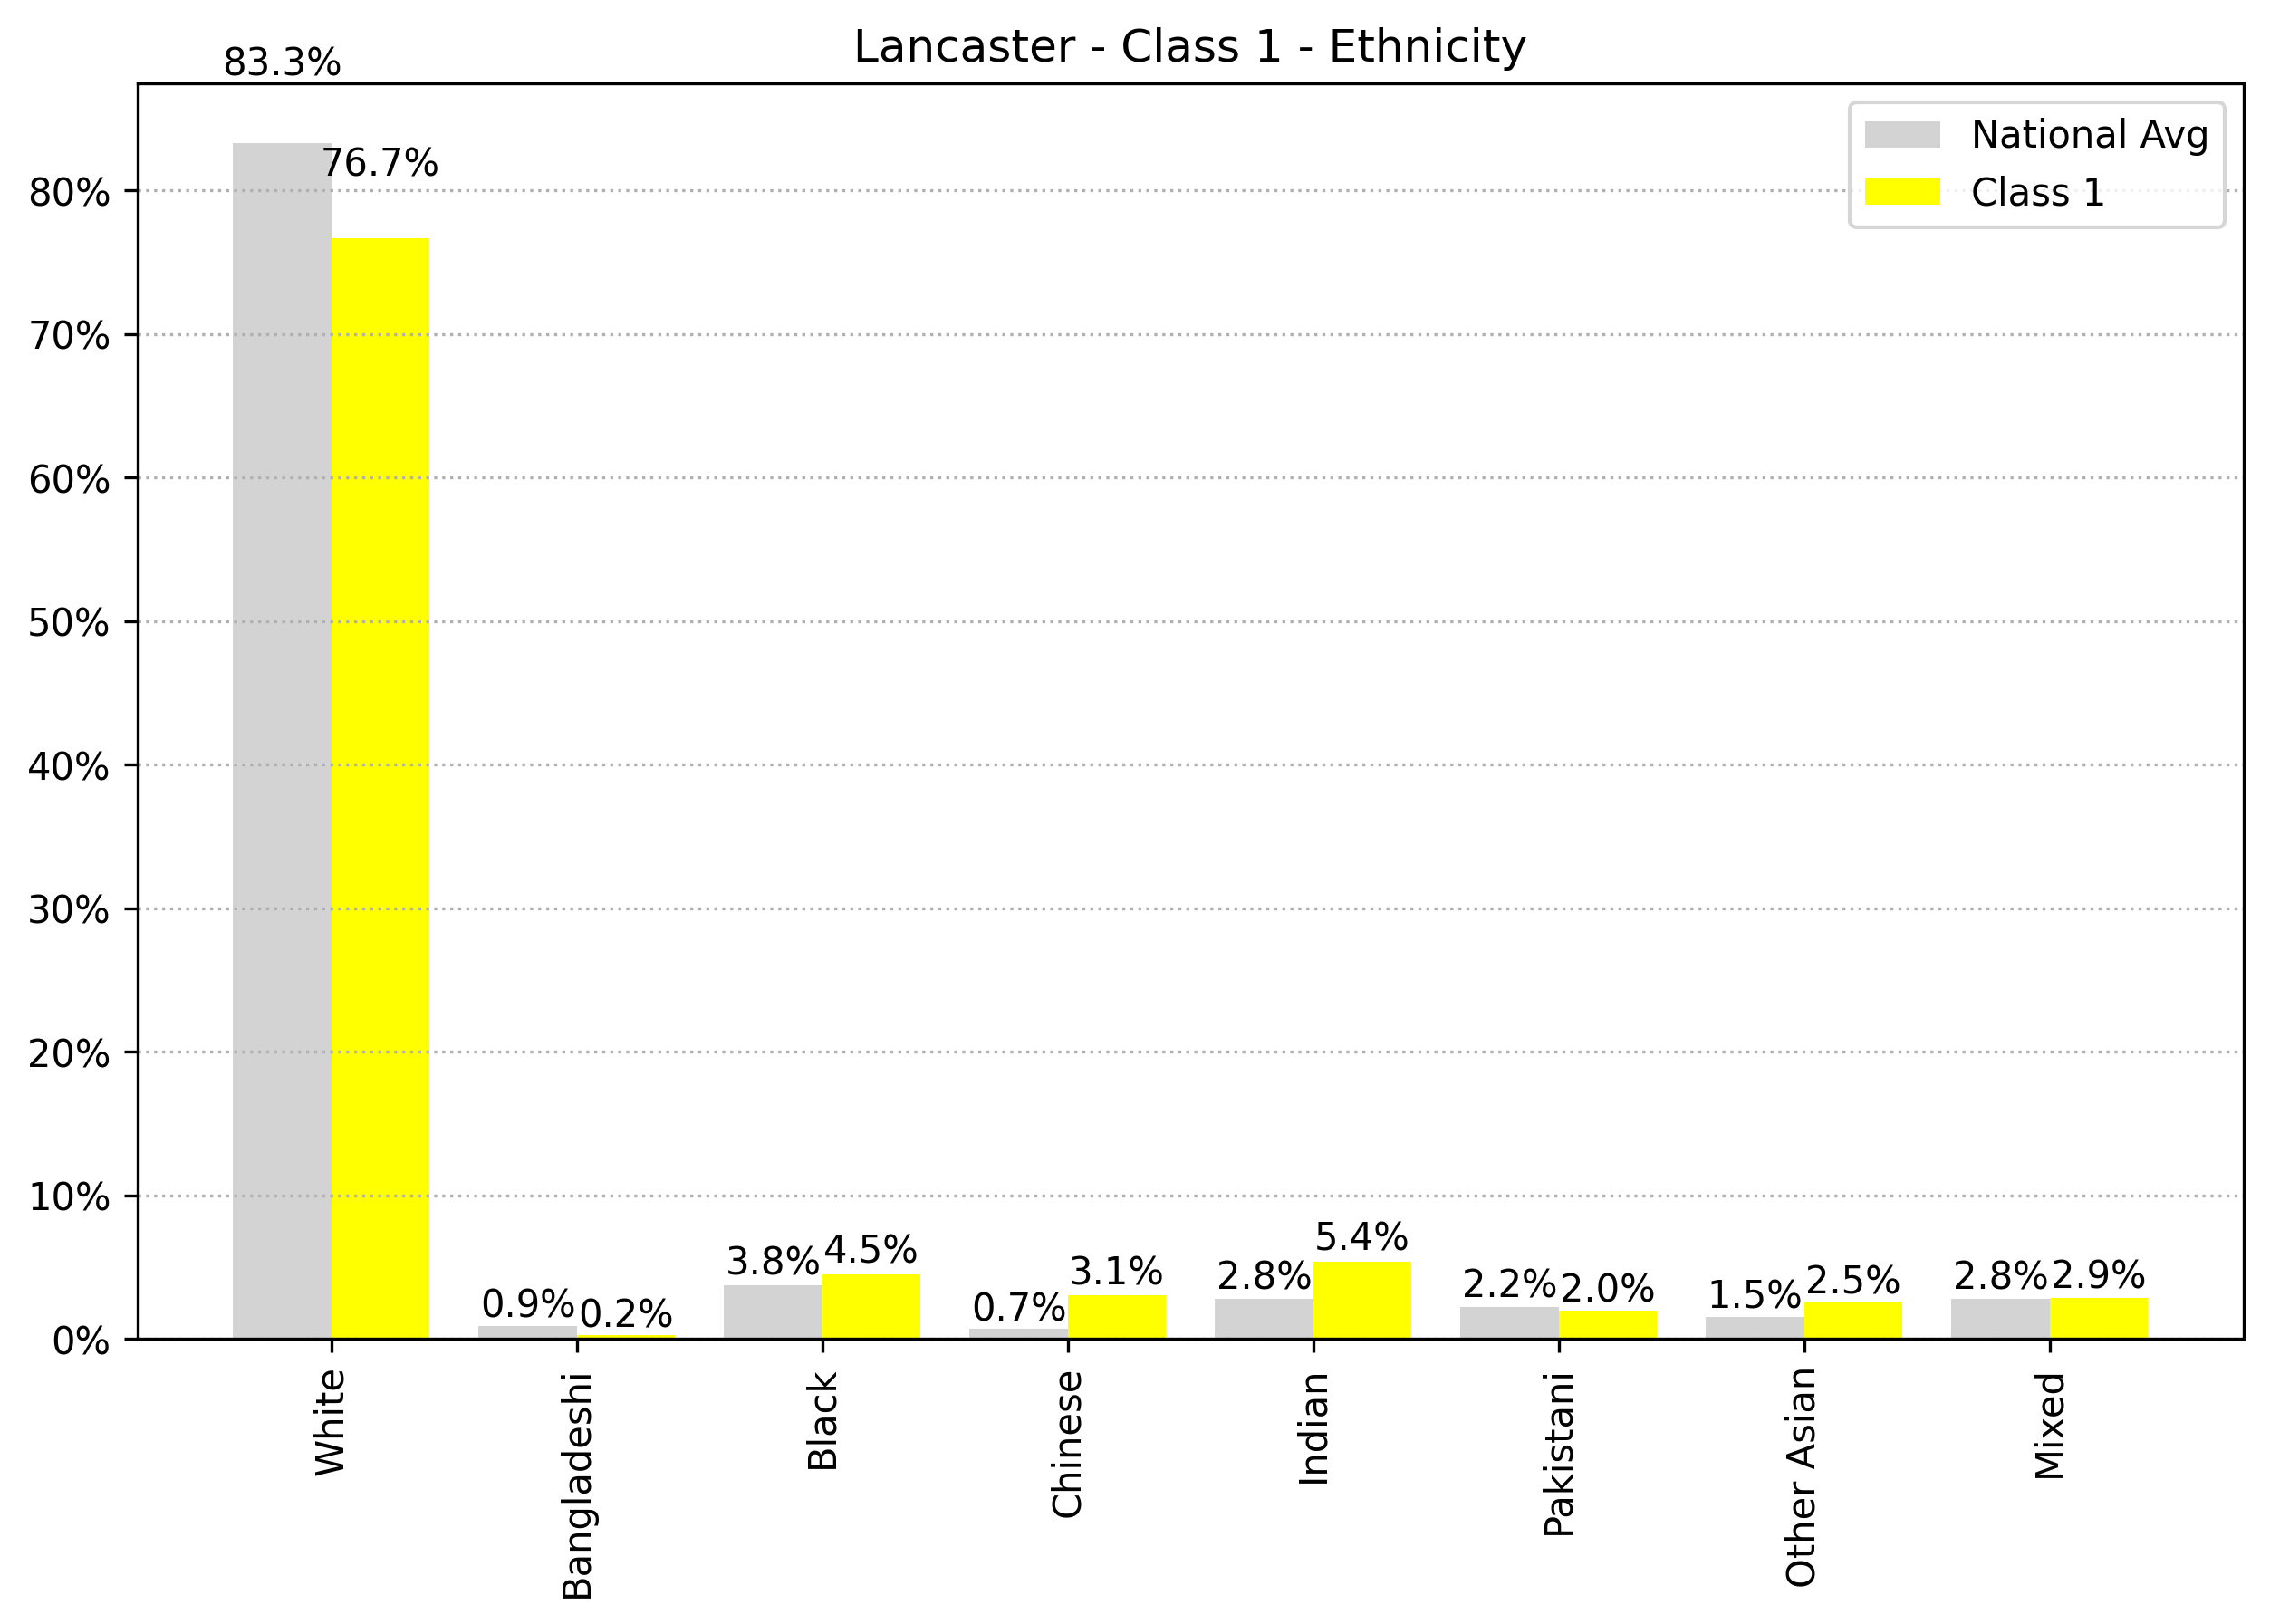 Lancaster - Class 1 - Ethnicity
83.3%
76.7%
National Avg
Class 1
80%
70%
60%
50%
40%
30%
20%
10%
0%
0.9%
0.2%
3.8%
4.5%
0.7%
3.1%
2.8%
5.4%
2.2%
2.0%
1.5%
2.5%
2.8%
2.9%
White
Bangladeshi
Black
Chinese
Indian
Pakistani
Other Asian
Mixed